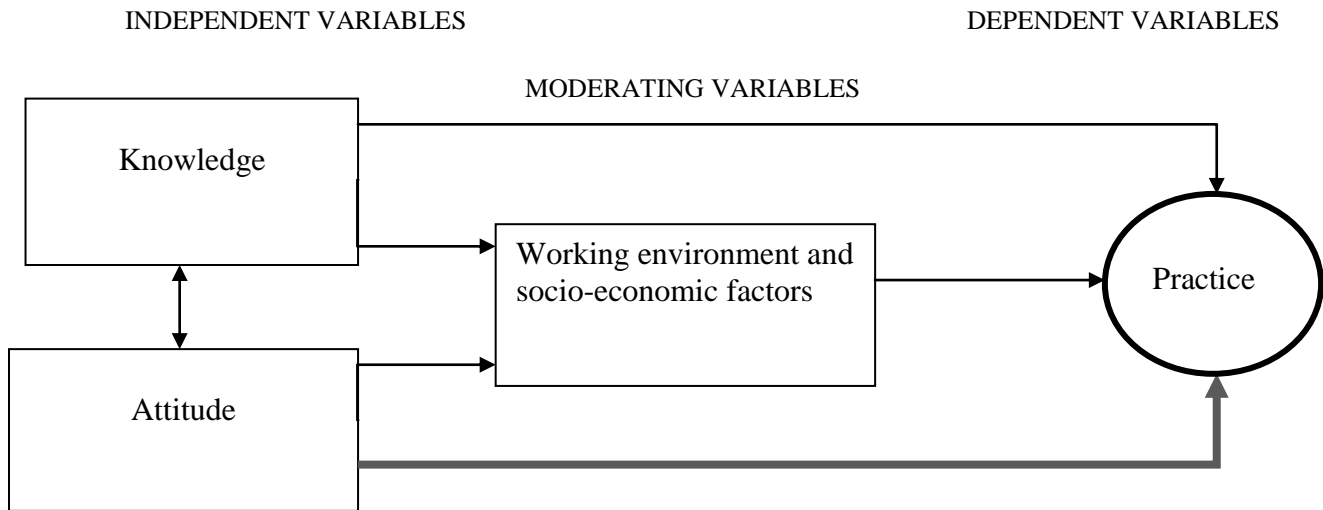 INDEPENDENT VARIABLES
DEPENDENT VARIABLES
MODERATING VARIABLES
Knowledge
Working environment and
socio-economic factors
Practice
Attitude